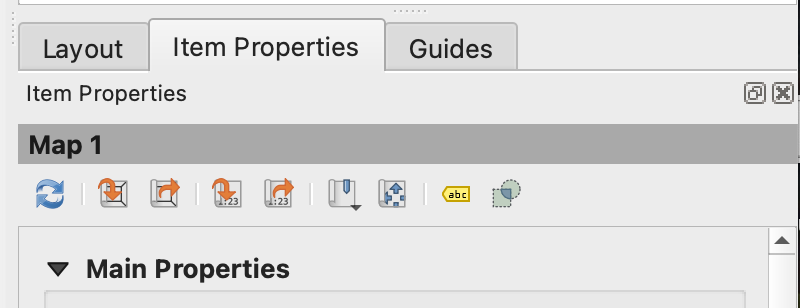 Layout Item Properties Guides
Item Properties
Map 1
1:23 1:23 abc
Main Properties